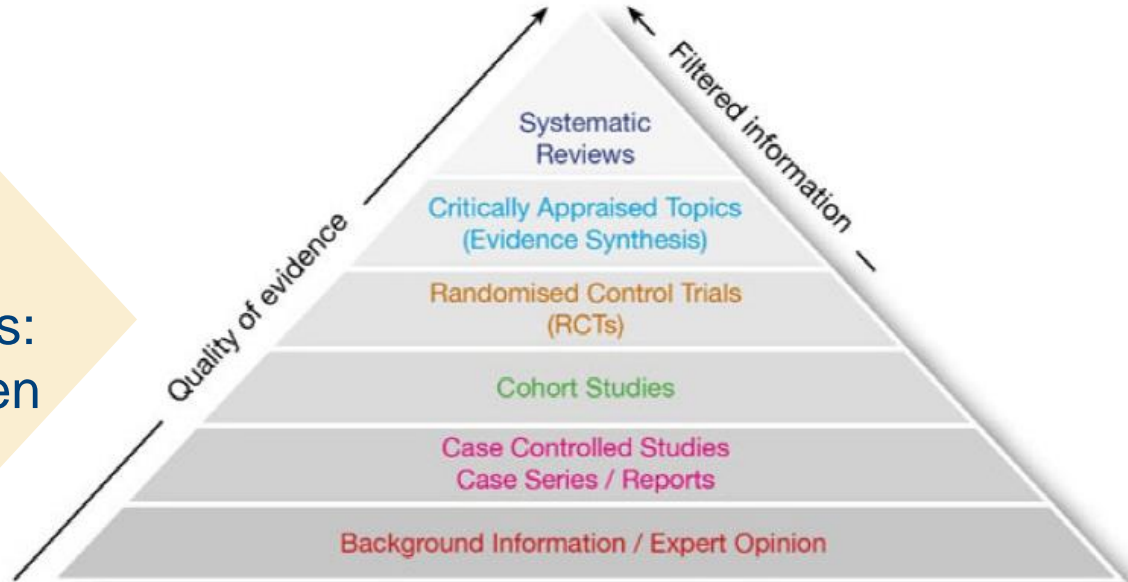 Filtered information
Quality of evidence
Systematic
Reviews
Critically Appraised Topics
(Evidence Synthesis)
Randomised Control Trials
(RCTs)
Cohort Studies
Case Controlled Studies
Case Series / Reports
Background Information / Expert Opinion
s:
en